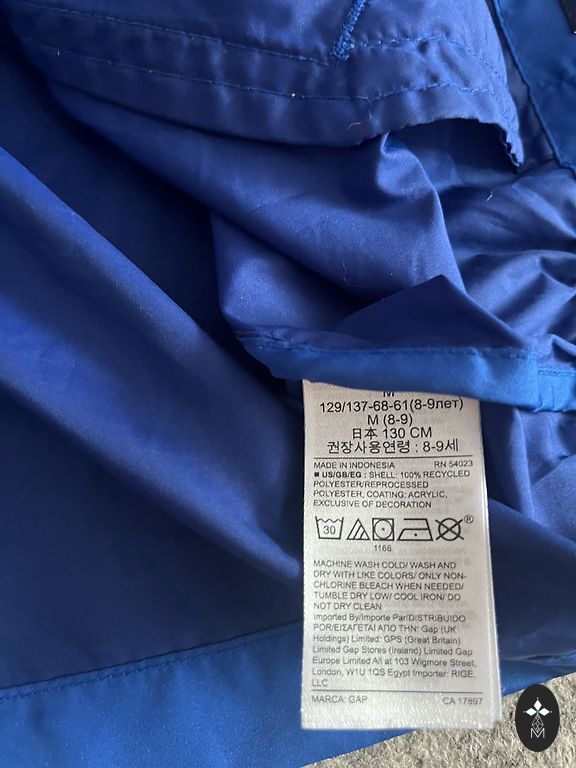 M
129/137-68-61(8-9лет)
M (8-9)
日本 130 CM
권장사용연령 : 8-9세
MADE IN INDONESIA RN 54023
■ US/GB/EG : SHELL: 100% RECYCLED
POLYESTER/REPROCESSED
POLYESTER, COATING: ACRYLIC,
EXCLUSIVE OF DECORATION
30 ®
1166
MACHINE WASH COLD/ WASH AND
DRY WITH LIKE COLORS/ ONLY NON-
CHLORINE BLEACH WHEN NEEDED/
TUMBLE DRY LOW/ COOL IRON/ DO
NOT DRY CLEAN
Imported By/Importe Par/DISTRIBUIDO
POR/ΕΙΣΑΓΕΤΑΙ ΑΠΟ ΤΗΝ: Gap (UK
Holdings) Limited: GPS (Great Britain)
Limited Gap Stores (Ireland) Limited Gap
Europe Limited All at 103 Wigmore Street,
London, W1U 1QS Egypt Importer: RIGE,
LLC
MARCA: GAP CA 17897
M